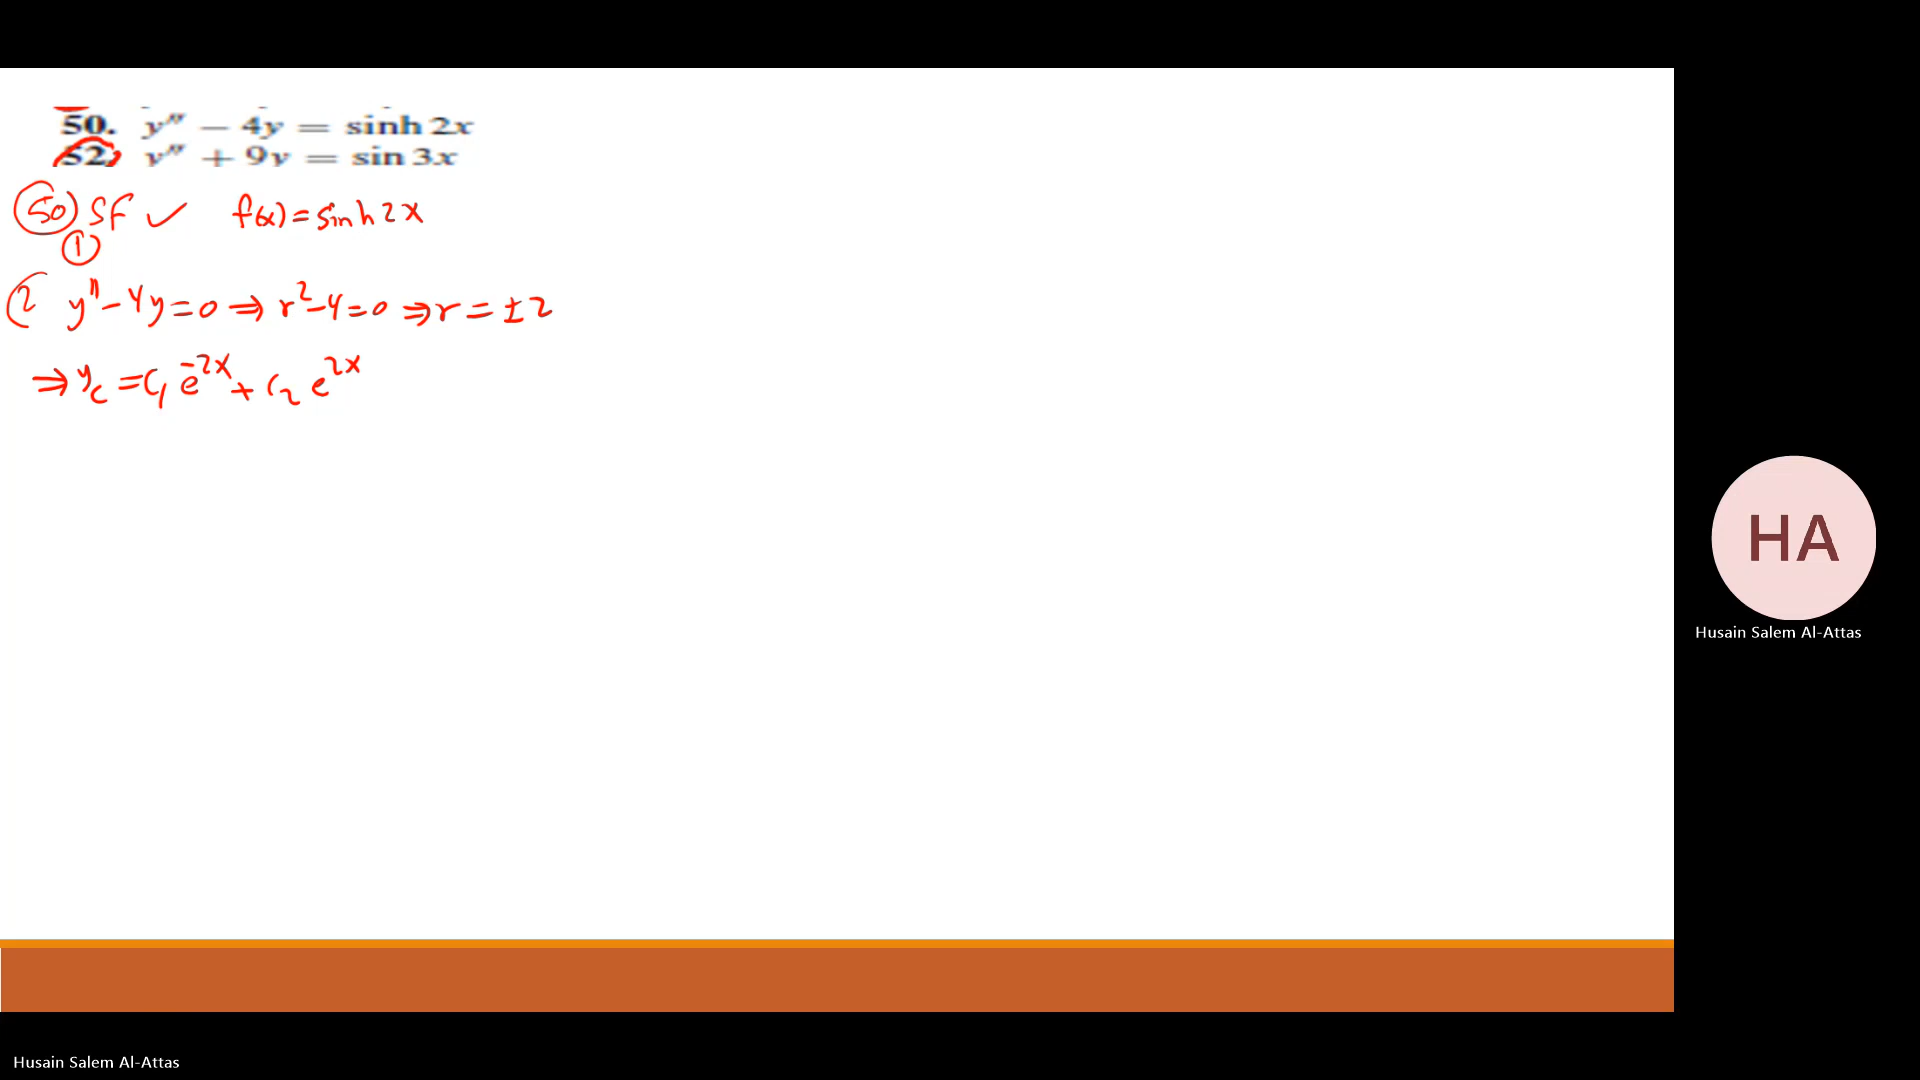 50. y″ − 4y = sinh 2x
52. y″ + 9y = sin 3x
50) SF ✓ f(x) = sinh 2x
①
② y″ − 4y = 0 ⇒ r² − 4 = 0 ⇒ r = ±2
⇒ y_c = c₁ e^{-2x} + c₂ e^{2x}
HA
Husain Salem Al-Attas
Husain Salem Al-Attas